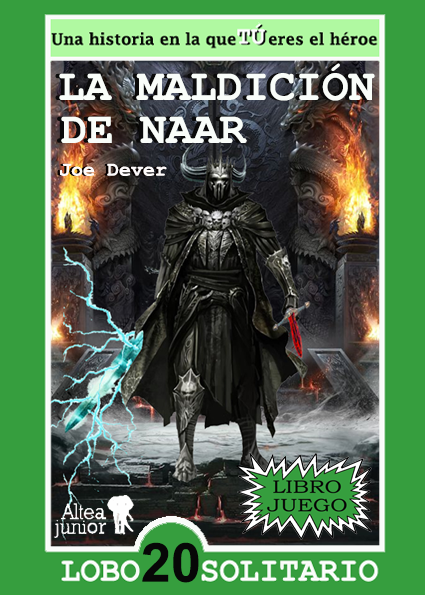 Una historia en la que TÚ eres el héroe
LA MALDICIÓN
DE NAAR
Joe Dever
LIBRO
JUEGO
Altea
junior
LOBO 20 SOLITARIO